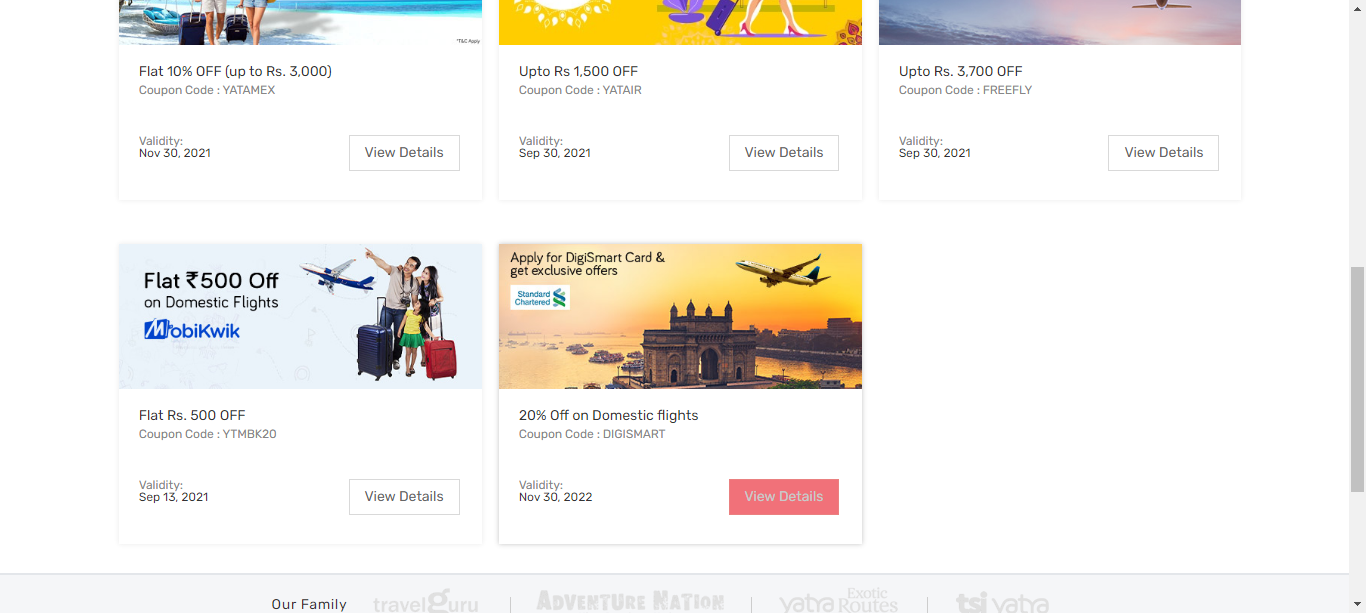 *T&C Apply
Flat 10% OFF (up to Rs. 3,000)
Coupon Code : YATAMEX
Validity:
Nov 30, 2021
View Details
Upto Rs 1,500 OFF
Coupon Code : YATAIR
Validity:
Sep 30, 2021
View Details
Upto Rs. 3,700 OFF
Coupon Code : FREEFLY
Validity:
Sep 30, 2021
View Details
Flat ₹500 Off
on Domestic Flights
MobiKwik
Flat Rs. 500 OFF
Coupon Code : YTMBK20
Validity:
Sep 13, 2021
View Details
Apply for DigiSmart Card &
get exclusive offers
Standard
Chartered
20% Off on Domestic flights
Coupon Code : DIGISMART
Validity:
Nov 30, 2022
View Details
Our Family
travelguru
ADVENTURE NATION
yatra Exotic Routes
tsi yatra